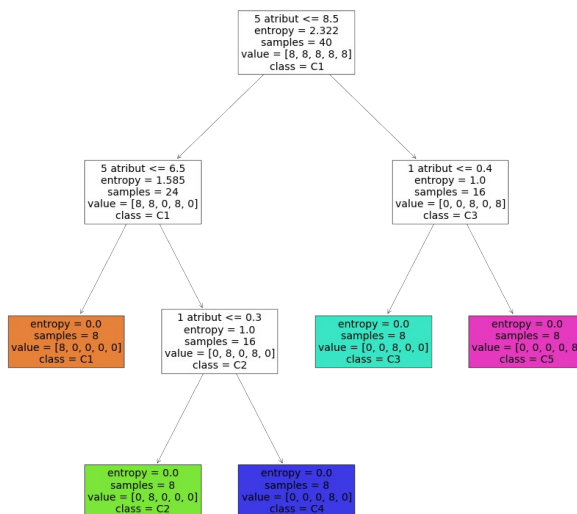 5 atribut <= 8.5
entropy = 2.322
samples = 40
value = [8, 8, 8, 8, 8]
class = C1
5 atribut <= 6.5
entropy = 1.585
samples = 24
value = [8, 8, 0, 8, 0]
class = C1
1 atribut <= 0.4
entropy = 1.0
samples = 16
value = [0, 0, 8, 0, 8]
class = C3
entropy = 0.0
samples = 8
value = [8, 0, 0, 0, 0]
class = C1
1 atribut <= 0.3
entropy = 1.0
samples = 16
value = [0, 8, 0, 8, 0]
class = C2
entropy = 0.0
samples = 8
value = [0, 0, 8, 0, 0]
class = C3
entropy = 0.0
samples = 8
value = [0, 0, 0, 0, 8
class = C5
entropy = 0.0
samples = 8
value = [0, 8, 0, 0, 0]
class = C2
entropy = 0.0
samples = 8
value = [0, 0, 0, 8, 0]
class = C4